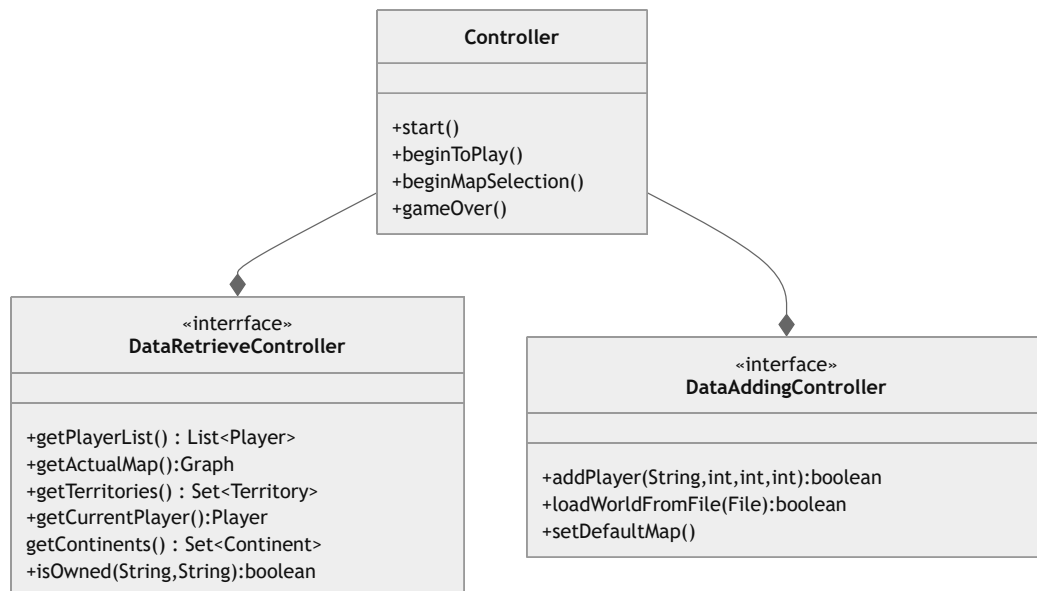 Controller
+start()
+beginToPlay()
+beginMapSelection()
+gameOver()
«interrface»
DataRetrieveController
+getPlayerList() : List<Player>
+getActualMap():Graph
+getTerritories() : Set<Territory>
+getCurrentPlayer():Player
getContinents() : Set<Continent>
+isOwned(String,String):boolean
«interface»
DataAddingController
+addPlayer(String,int,int,int):boolean
+loadWorldFromFile(File):boolean
+setDefaultMap()